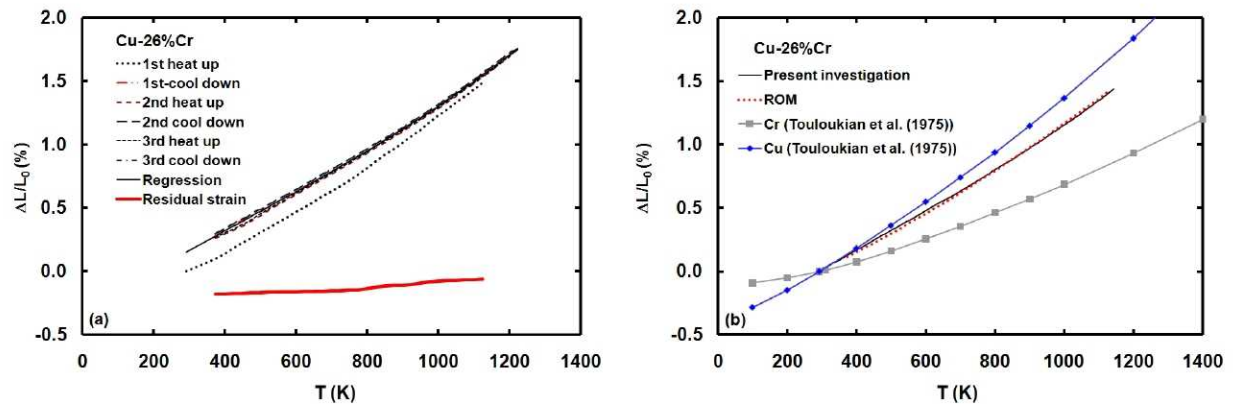 2.0
1.5
1.0
0.5
0.0
-0.5
ΔL/L0 (%)
Cu-26%Cr
1st heat up
1st-cool down
2nd heat up
2nd cool down
3rd heat up
3rd cool down
Regression
Residual strain
(a)
0 200 400 600 800 1000 1200 1400
T (K)
2.0
1.5
1.0
0.5
0.0
-0.5
ΔL/L0 (%)
Cu-26%Cr
Present investigation
ROM
Cr (Touloukian et al. (1975))
Cu (Touloukian et al. (1975))
(b)
0 200 400 600 800 1000 1200 1400
T (K)